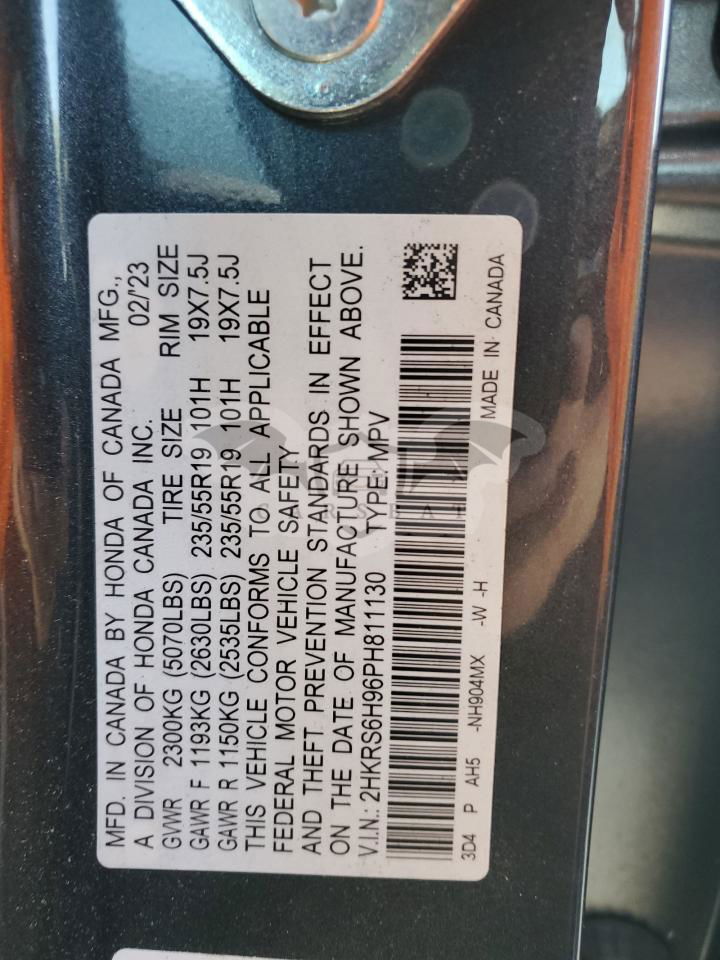 MFD. IN CANADA BY HONDA OF CANADA MFG.,
A DIVISION OF HONDA CANADA INC. 02/'23
GVWR 2300KG (5070LBS) TIRE SIZE RIM SIZE
GAWR F 1193KG (2630LBS) 235/55R19 101H 19X7.5J
GAWR R 1150KG (2535LBS) 235/55R19 101H 19X7.5J
THIS VEHICLE CONFORMS TO ALL APPLICABLE
FEDERAL MOTOR VEHICLE SAFETY
AND THEFT PREVENTION STANDARDS IN EFFECT
ON THE DATE OF MANUFACTURE SHOWN ABOVE.
V.I.N.: 2HKRS6H96PH811130 TYPE: MPV
3D4 P AH5 -NH904MX -W -H MADE IN CANADA